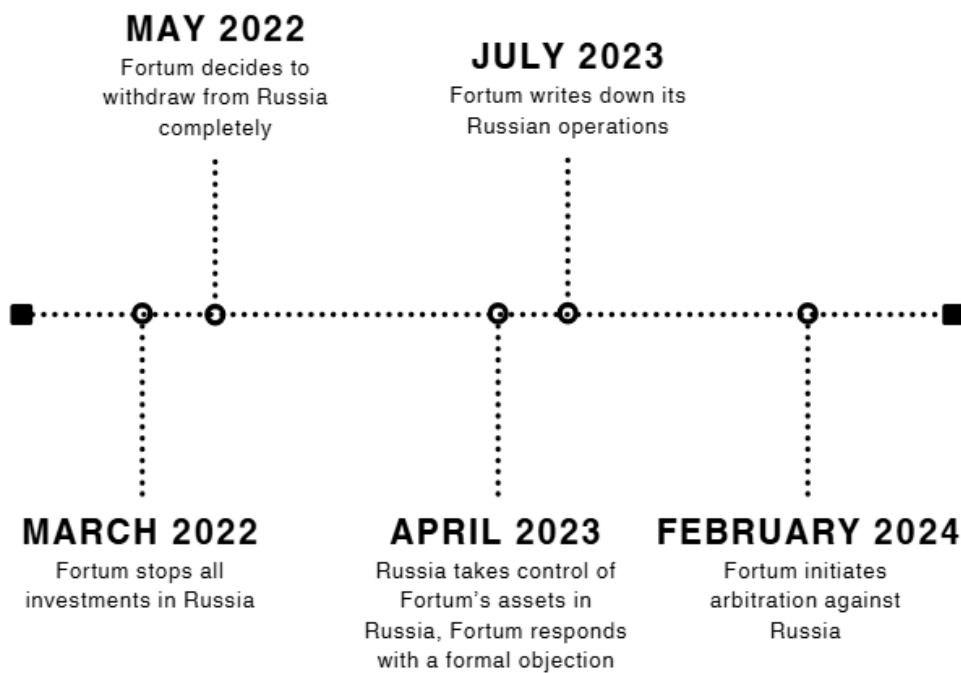 MAY 2022
Fortum decides to
withdraw from Russia
completely
JULY 2023
Fortum writes down its
Russian operations
MARCH 2022
Fortum stops all
investments in Russia
APRIL 2023
Russia takes control of
Fortum's assets in
Russia, Fortum responds
with a formal objection
FEBRUARY 2024
Fortum initiates
arbitration against
Russia